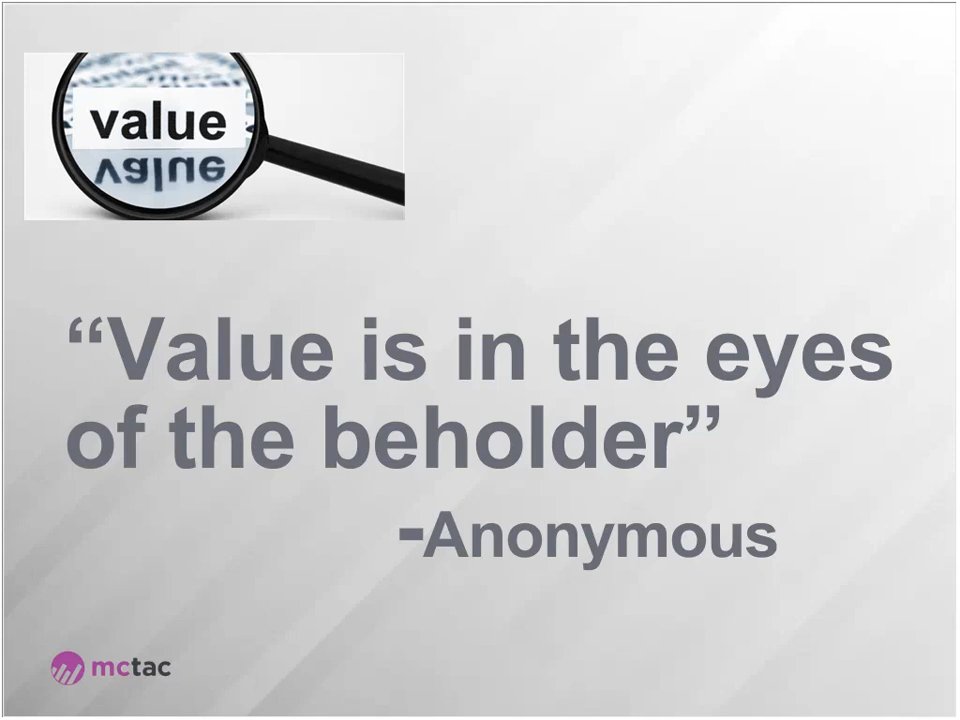 value
value
“Value is in the eyes
of the beholder”
-Anonymous
mctac